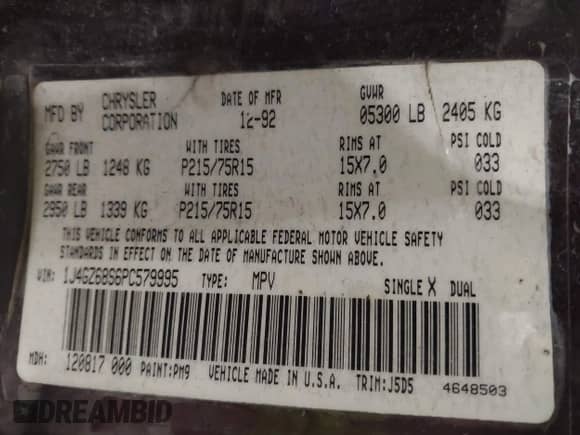 MFD BY CHRYSLER CORPORATION DATE OF MFR 12-92 GVWR 05300 LB 2405 KG
GAWR FRONT WITH TIRES RIMS AT PSI COLD
2750 LB 1248 KG P215/75R15 15X7.0 033
GAWR REAR WITH TIRES RIMS AT PSI COLD
2950 LB 1339 KG P215/75R15 15X7.0 033
THIS VEHICLE CONFORMS TO ALL APPLICABLE FEDERAL MOTOR VEHICLE SAFETY
STANDARDS IN EFFECT ON THE DATE OF MANUFACTURE SHOWN ABOVE.
VIN: 1J4GZ68S6PC579995 TYPE: MPV SINGLE X DUAL
MDH: 120817 000 PAINT:PM9 VEHICLE MADE IN U.S.A. TRIM:J5D5 4648503
DREAMBID